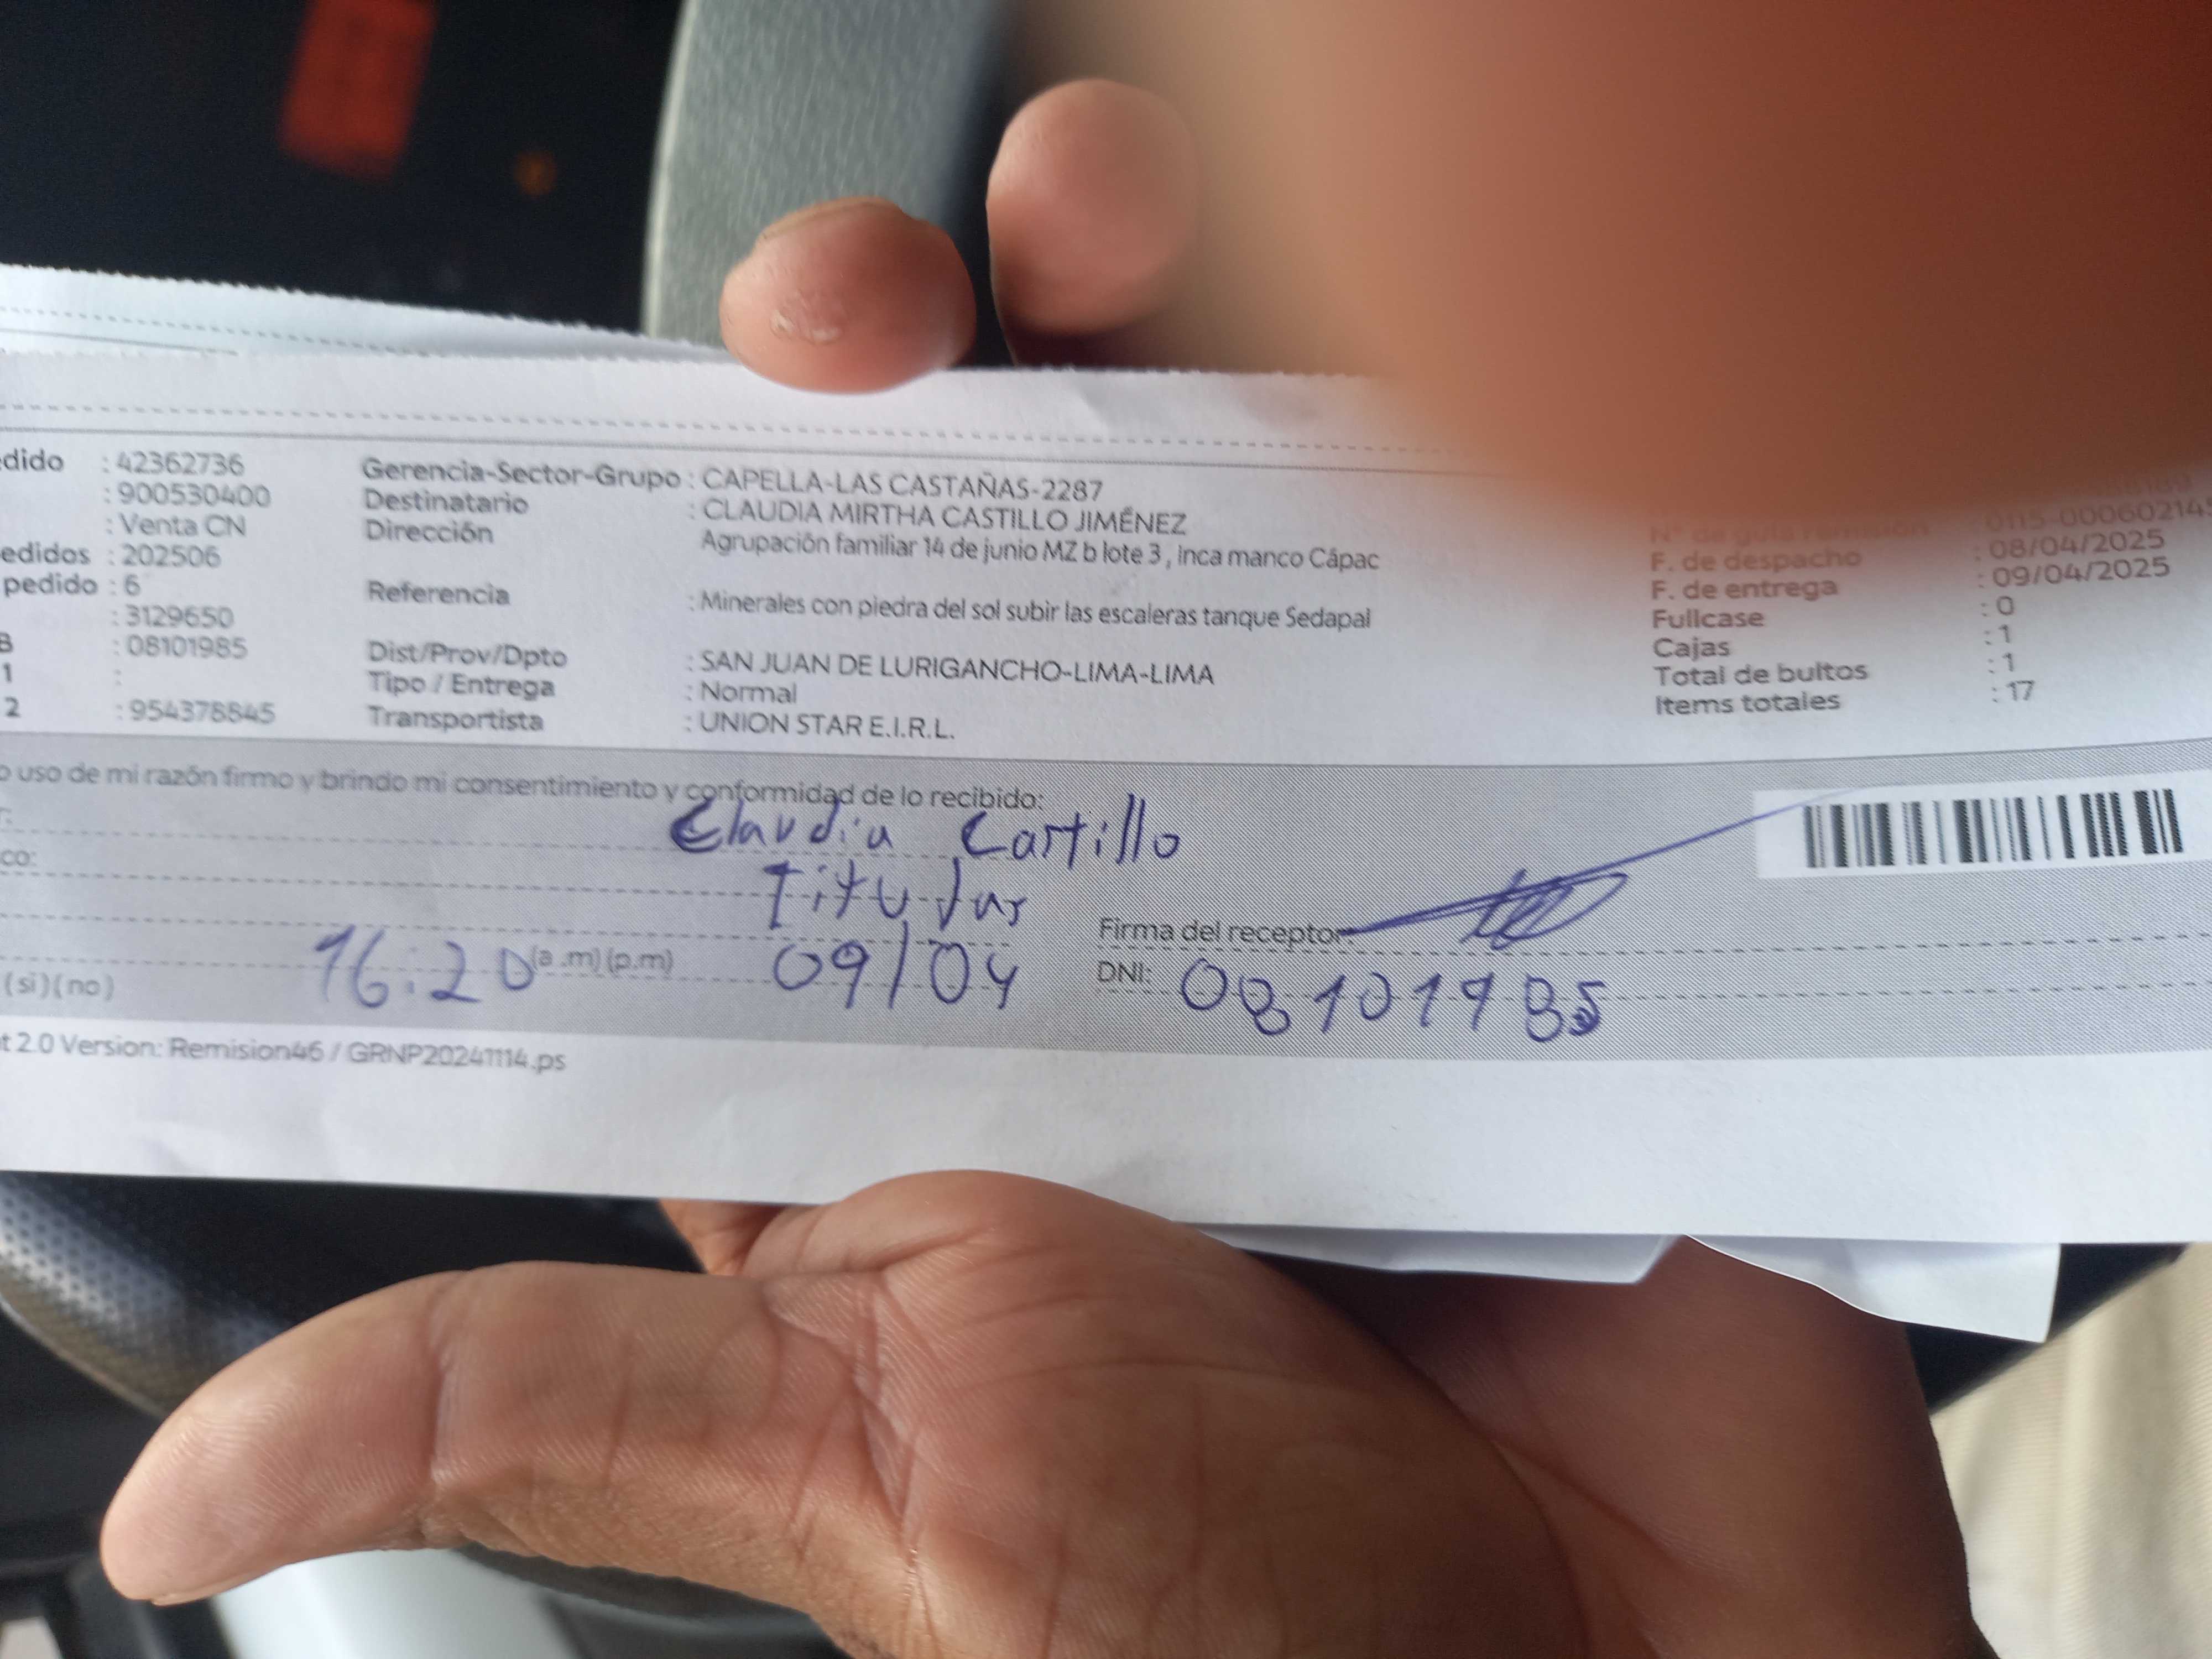 edido : 42362736
: 900530400
: Venta CN
edidos : 202506
pedido : 6
: 3129650
B : 08101985
1 :
2 : 954378845
Gerencia-Sector-Grupo : CAPELLA-LAS CASTAÑAS-2287
Destinatario : CLAUDIA MIRTHA CASTILLO JIMÉNEZ
Dirección Agrupación familiar 14 de junio MZ b lote 3 , inca manco Cápac
Referencia : Minerales con piedra del sol subir las escaleras tanque Sedapal
Dist/Prov/Dpto : SAN JUAN DE LURIGANCHO-LIMA-LIMA
Tipo / Entrega : Normal
Transportista : UNION STAR E.I.R.L.
N° de guía remisión : 0115-00060214
F. de despacho : 08/04/2025
F. de entrega : 09/04/2025
Fullcase : 0
Cajas : 1
Total de bultos : 1
Items totales : 17
o uso de mi razón firmo y brindo mi consentimiento y conformidad de lo recibido:
Claudia Castillo
co:
Titular
Firma del receptor:
16:20 (a .m) (p.m) 09/04
DNI: 08101985
(si) (no)
t 2.0 Version: Remision46 / GRNP20241114.ps